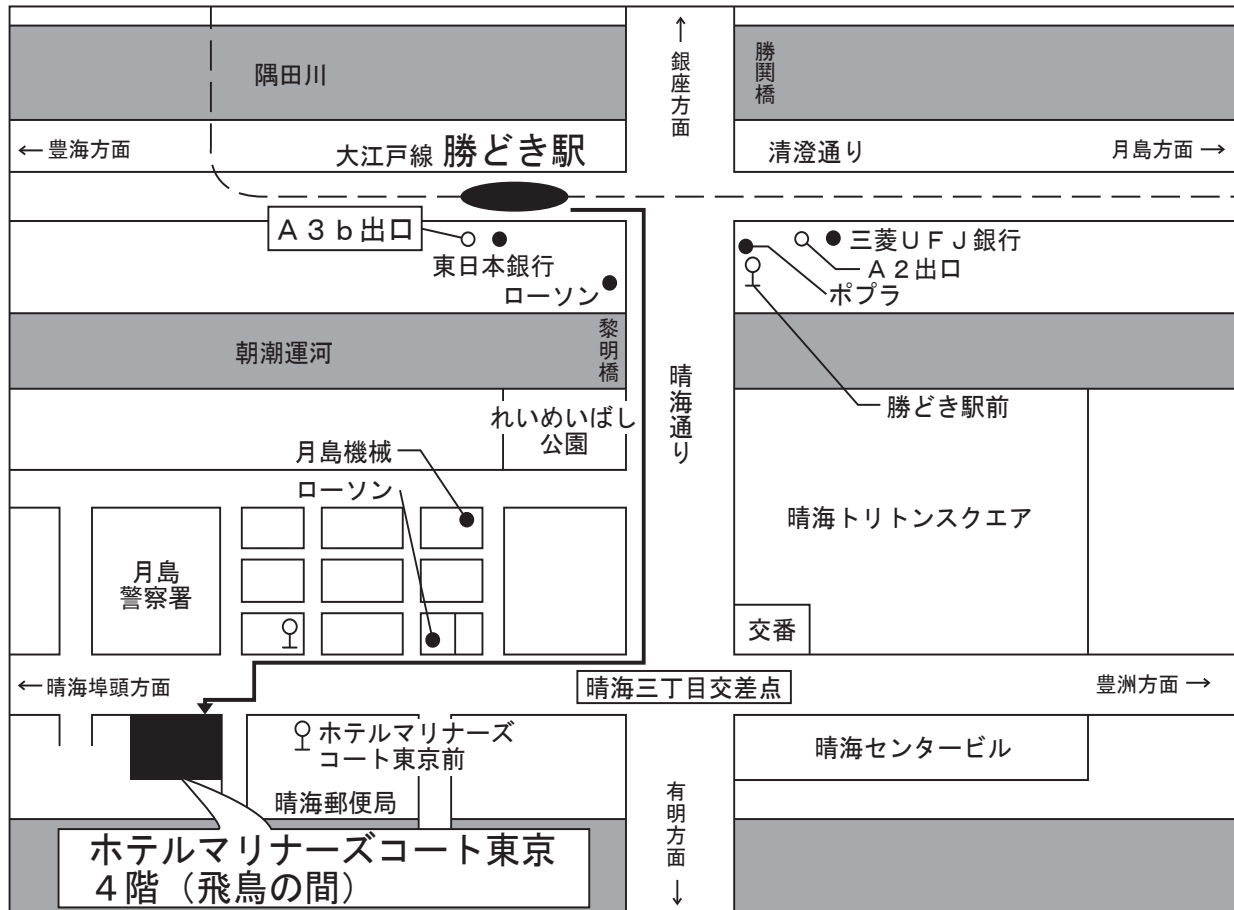 隅田川
↑銀座方面
勝鬨橋
←豊海方面
大江戸線 勝どき駅
清澄通り
月島方面→
A3b出口
東日本銀行
ローソン
三菱UFJ銀行
A2出口
ポプラ
朝潮運河
黎明橋
晴海通り
勝どき駅前
れいめいばし
公園
月島機械
ローソン
晴海トリトンスクエア
月島
警察署
交番
←晴海埠頭方面
晴海三丁目交差点
豊洲方面→
ホテルマリナーズ
コート東京前
晴海センタービル
晴海郵便局
有明方面↓
ホテルマリナーズコート東京
4階(飛鳥の間)